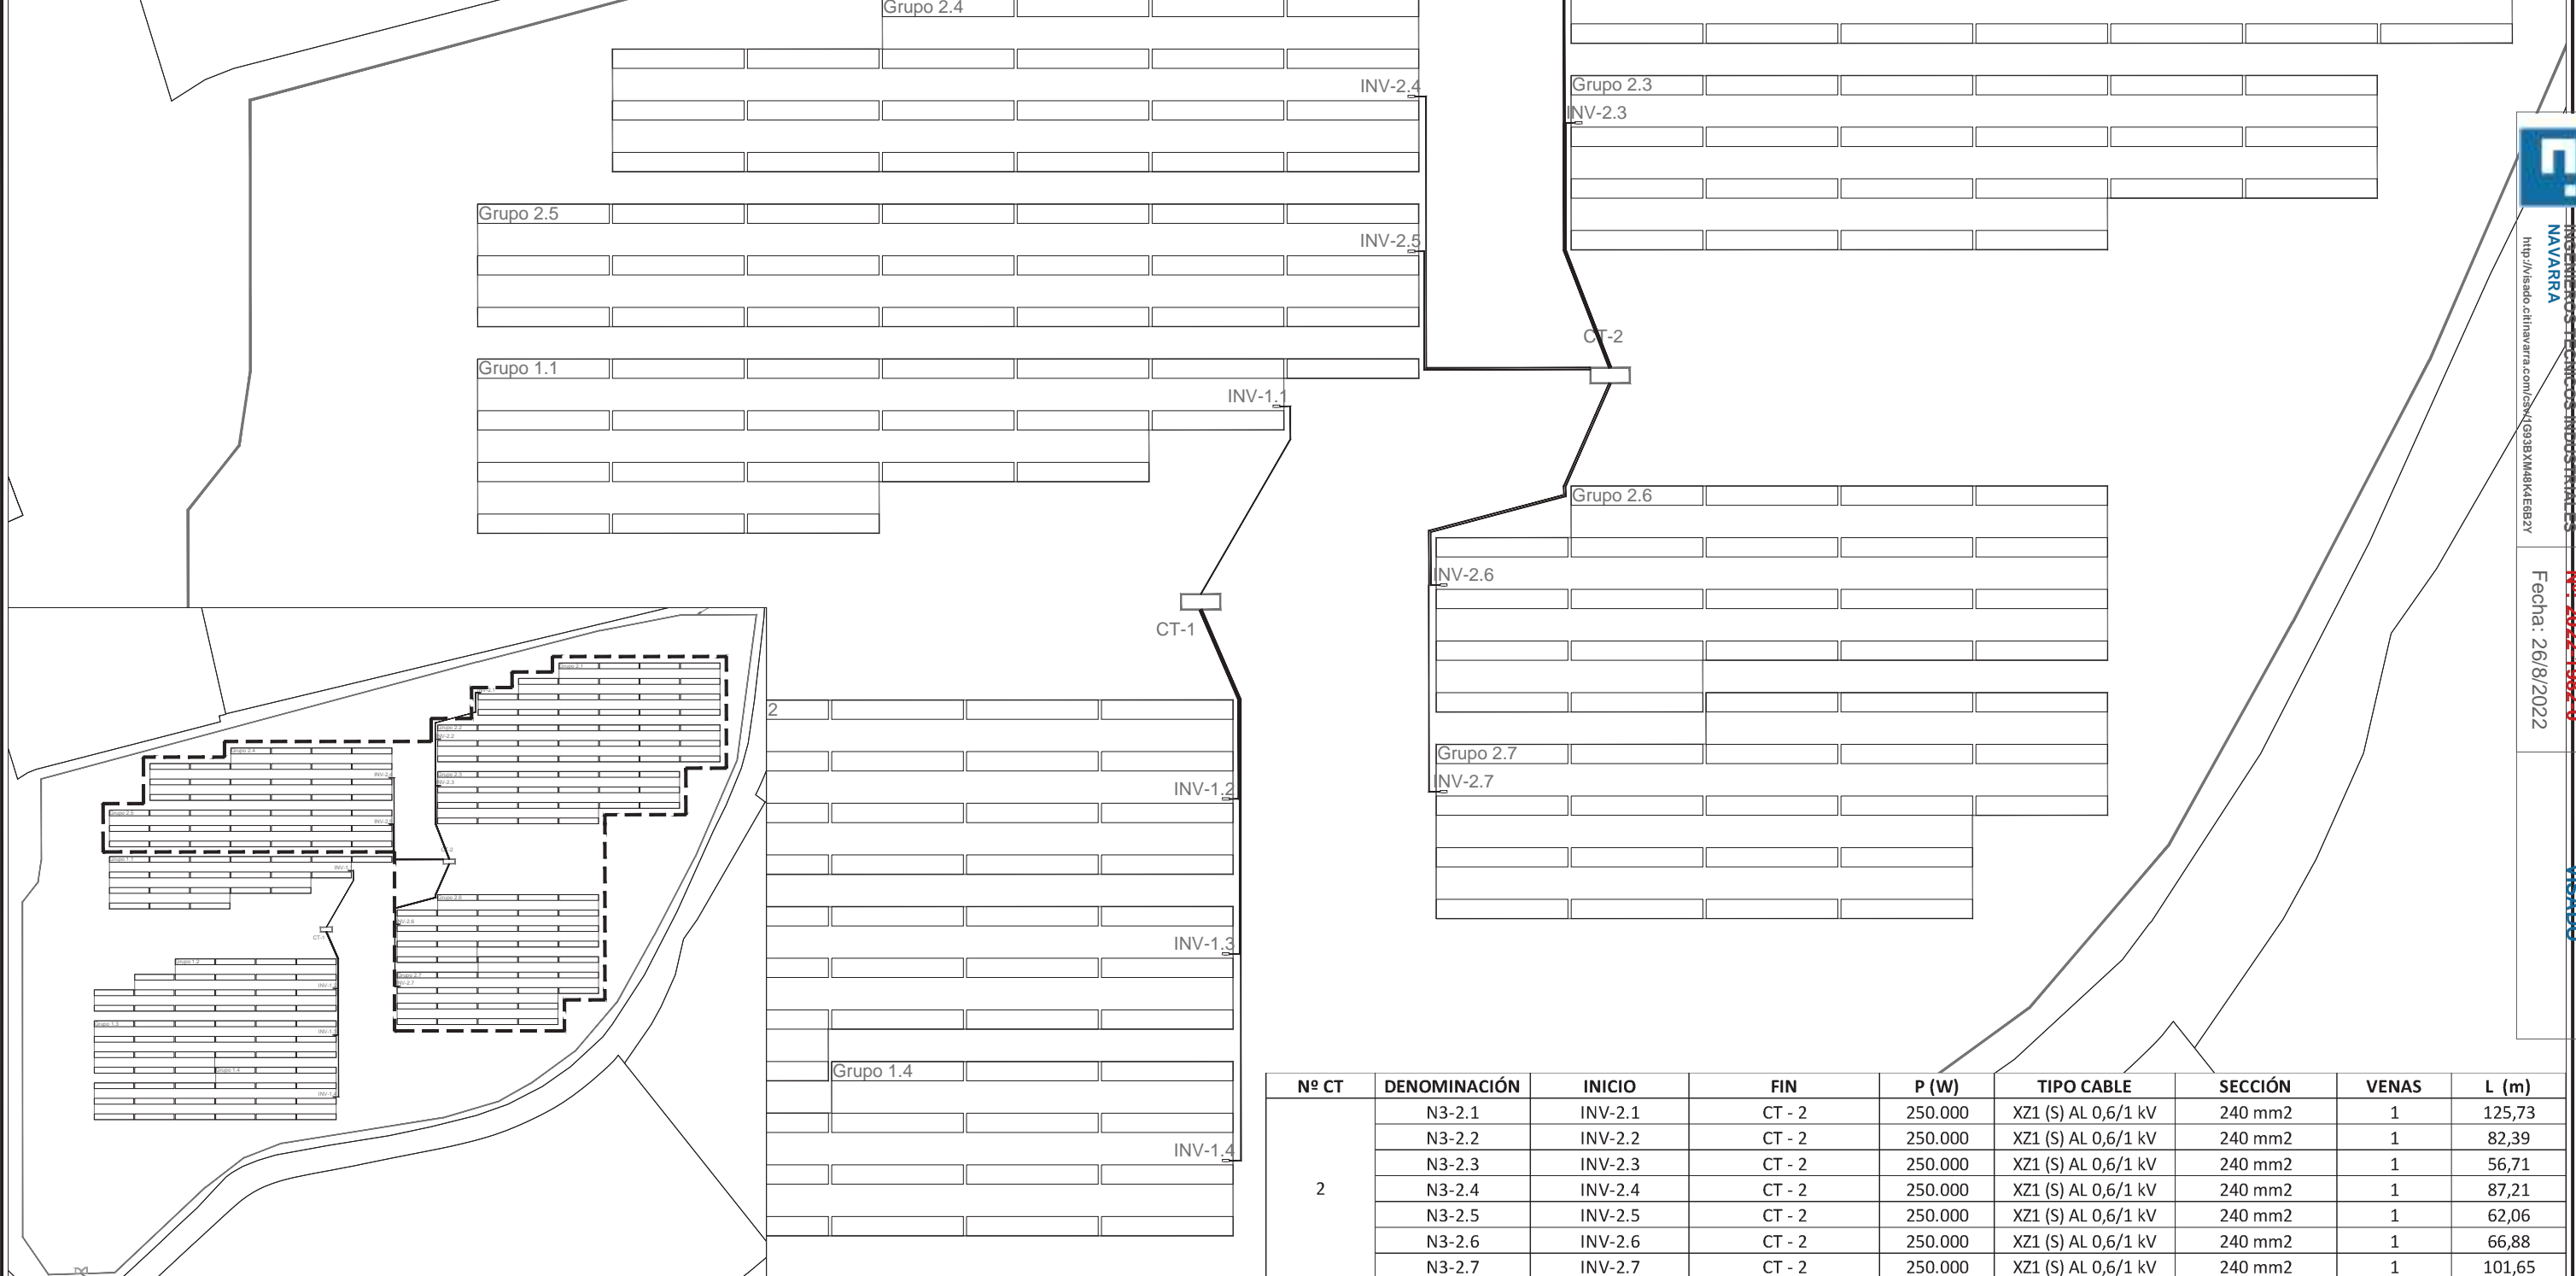 Grupo 2.4
INV-2.4
Grupo 2.3
INV-2.3
Grupo 2.5
INV-2.5
CT-2
Grupo 1.1
INV-1.1
Grupo 2.6
INV-2.6
CT-1
2
INV-1.2
Grupo 2.7
INV-2.7
INV-1.3
Grupo 1.4
INV-1.4
INGENIEROS TÉCNICOS INDUSTRIALES
NAVARRA
http://visado.citinavarra.com/csv/1G93BXM48K4E6B2Y
Fecha: 26/8/2022
VISADO
Nº CT DENOMINACIÓN INICIO FIN P (W) TIPO CABLE SECCIÓN VENAS L (m)
2
N3-2.1 INV-2.1 CT - 2 250.000 XZ1 (S) AL 0,6/1 kV 240 mm2 1 125,73
N3-2.2 INV-2.2 CT - 2 250.000 XZ1 (S) AL 0,6/1 kV 240 mm2 1 82,39
N3-2.3 INV-2.3 CT - 2 250.000 XZ1 (S) AL 0,6/1 kV 240 mm2 1 56,71
N3-2.4 INV-2.4 CT - 2 250.000 XZ1 (S) AL 0,6/1 kV 240 mm2 1 87,21
N3-2.5 INV-2.5 CT - 2 250.000 XZ1 (S) AL 0,6/1 kV 240 mm2 1 62,06
N3-2.6 INV-2.6 CT - 2 250.000 XZ1 (S) AL 0,6/1 kV 240 mm2 1 66,88
N3-2.7 INV-2.7 CT - 2 250.000 XZ1 (S) AL 0,6/1 kV 240 mm2 1 101,65